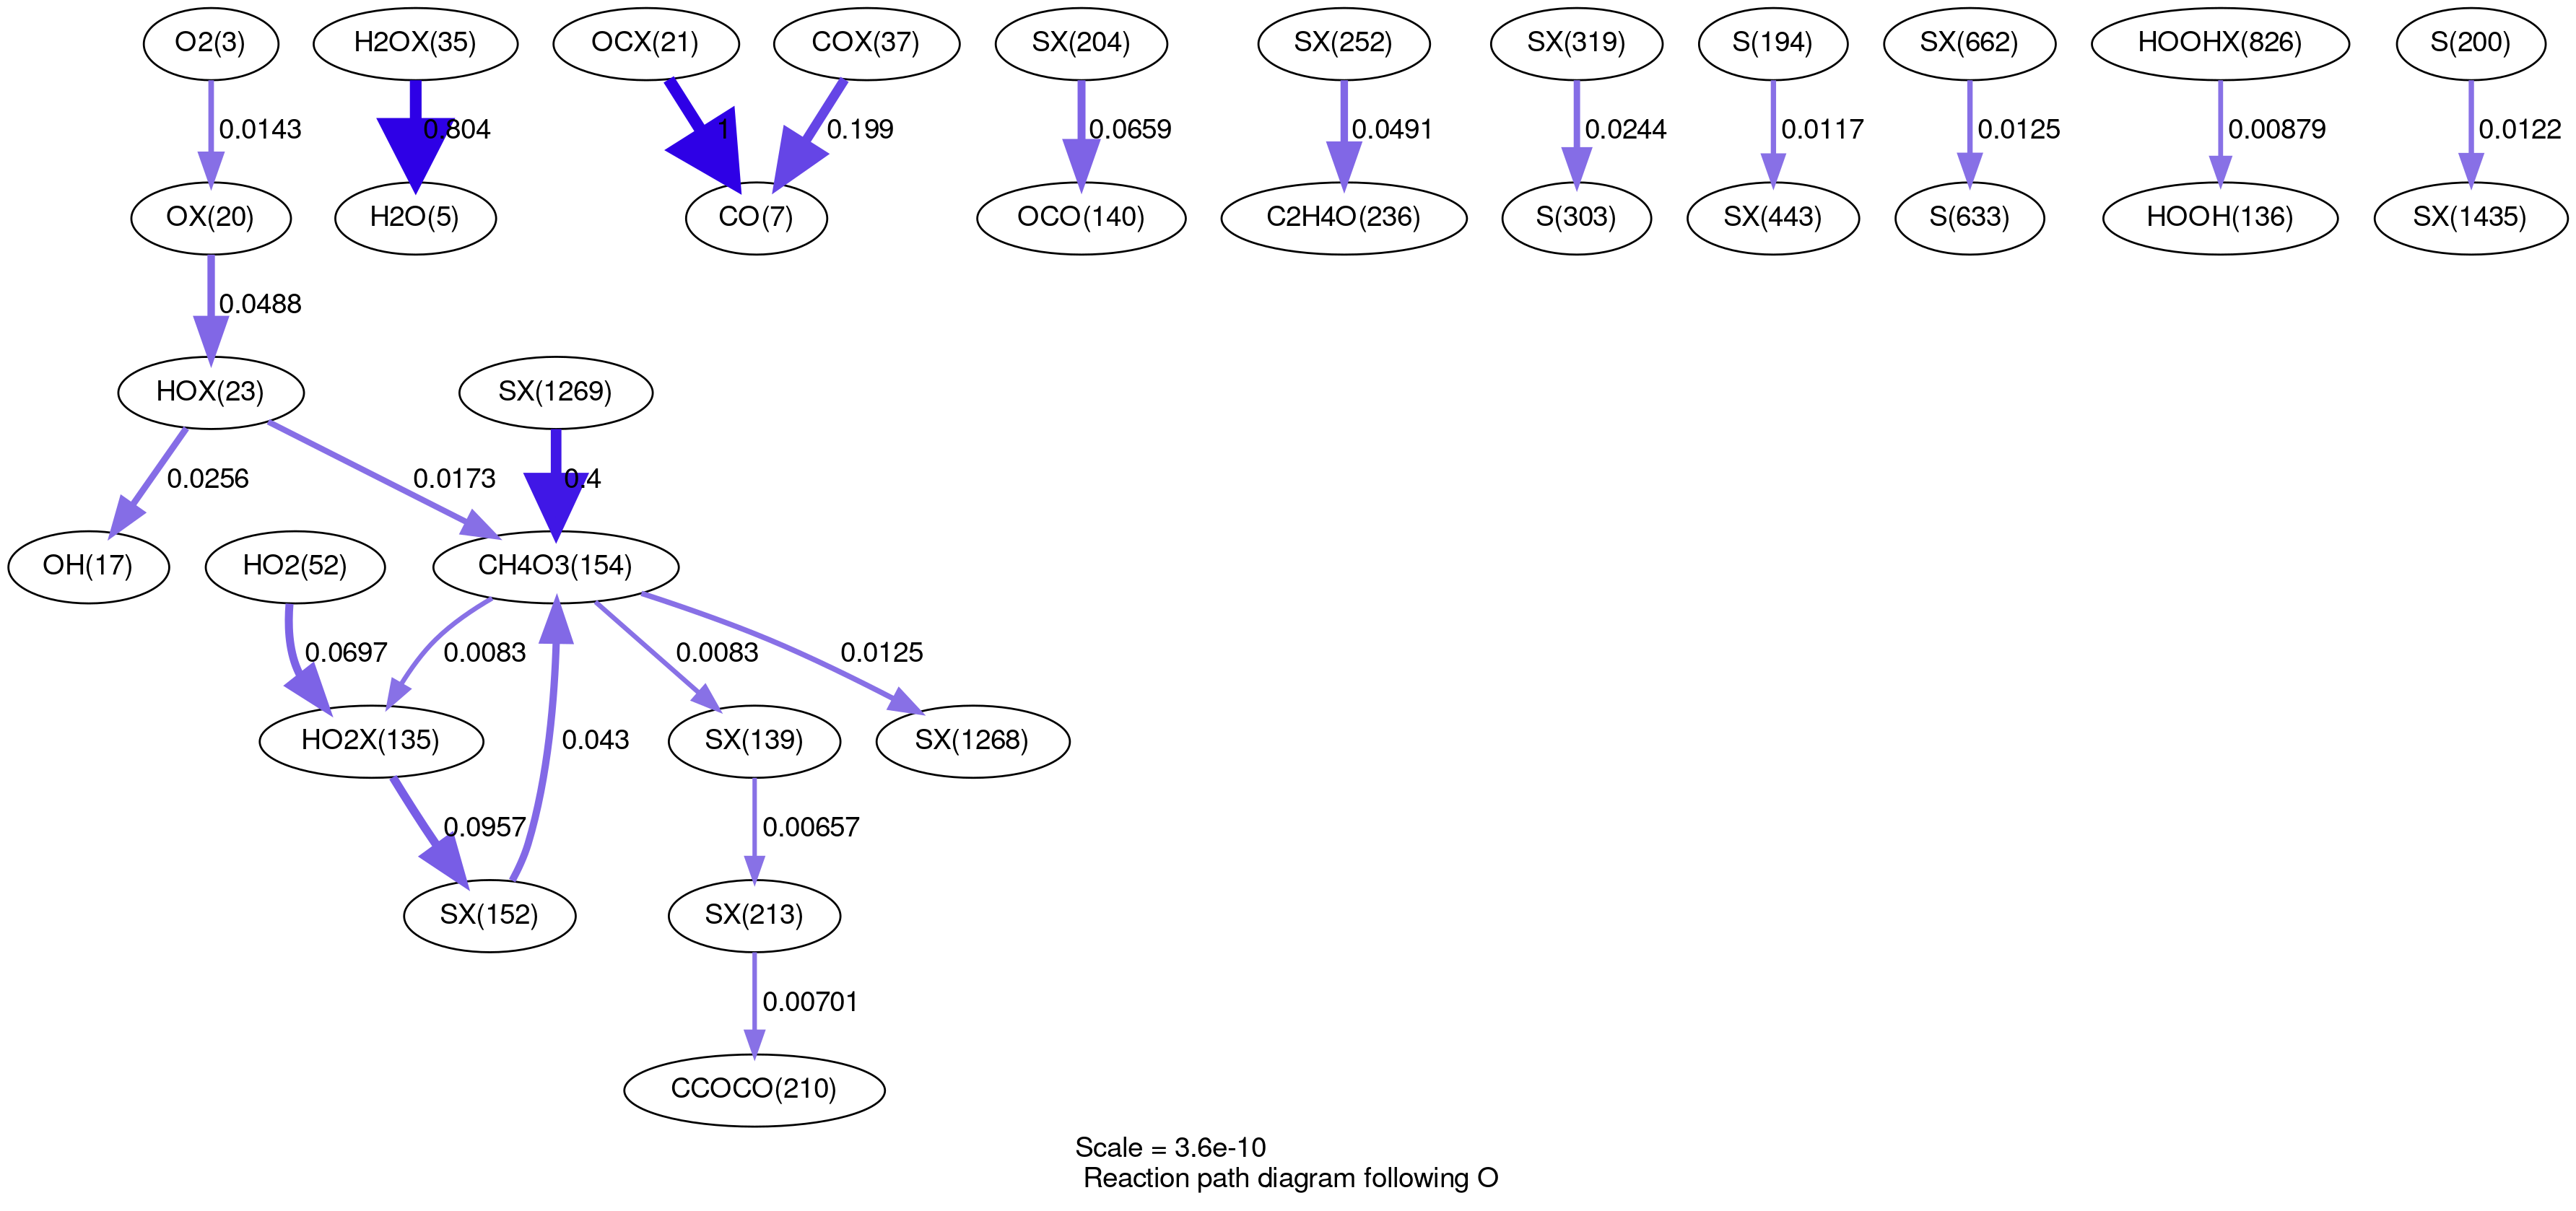 O2(3)
H2OX(35)
OCX(21)
COX(37)
SX(204)
SX(252)
SX(319)
S(194)
SX(662)
HOOHX(826)
S(200)
0.0143
0.804
1
0.199
0.0659
0.0491
0.0244
0.0117
0.0125
0.00879
0.0122
OX(20)
H2O(5)
CO(7)
OCO(140)
C2H4O(236)
S(303)
SX(443)
S(633)
HOOH(136)
SX(1435)
0.0488
HOX(23)
SX(1269)
0.0256
0.0173
0.4
OH(17)
HO2(52)
CH4O3(154)
0.0697
0.0083
0.0083
0.0125
HO2X(135)
0.043
SX(139)
SX(1268)
0.0957
0.00657
SX(152)
SX(213)
0.00701
CCOCO(210)
Scale = 3.6e-10
Reaction path diagram following O